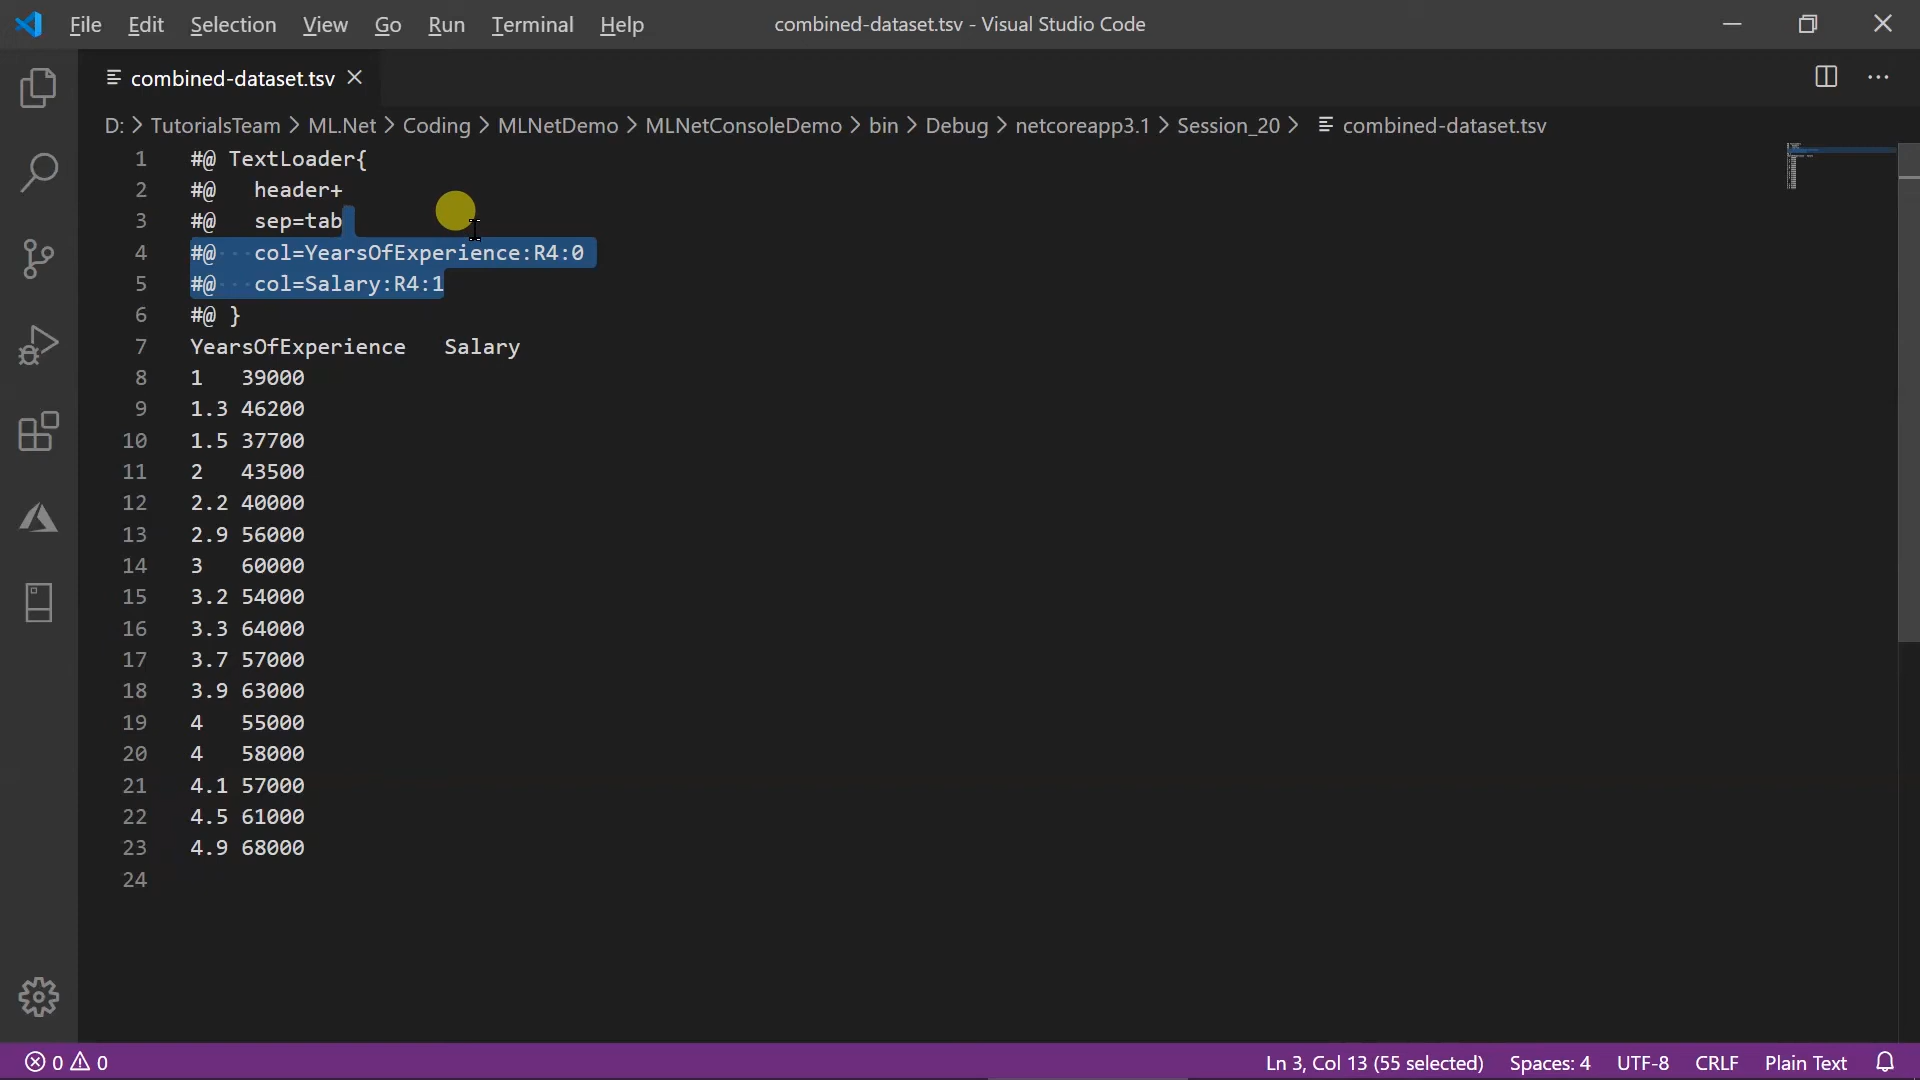 File Edit Selection View Go Run Terminal Help combined-dataset.tsv - Visual Studio Code
combined-dataset.tsv
D: > TutorialsTeam > ML.Net > Coding > MLNetDemo > MLNetConsoleDemo > bin > Debug > netcoreapp3.1 > Session_20 > combined-dataset.tsv
1 #@ TextLoader{
2 #@   header+
3 #@   sep=tab
4 #@   col=YearsOfExperience:R4:0
5 #@   col=Salary:R4:1
6 #@ }
7 YearsOfExperience   Salary
8 1   39000
9 1.3 46200
10 1.5 37700
11 2   43500
12 2.2 40000
13 2.9 56000
14 3   60000
15 3.2 54000
16 3.3 64000
17 3.7 57000
18 3.9 63000
19 4   55000
20 4   58000
21 4.1 57000
22 4.5 61000
23 4.9 68000
24
0 0 Ln 3, Col 13 (55 selected) Spaces: 4 UTF-8 CRLF Plain Text